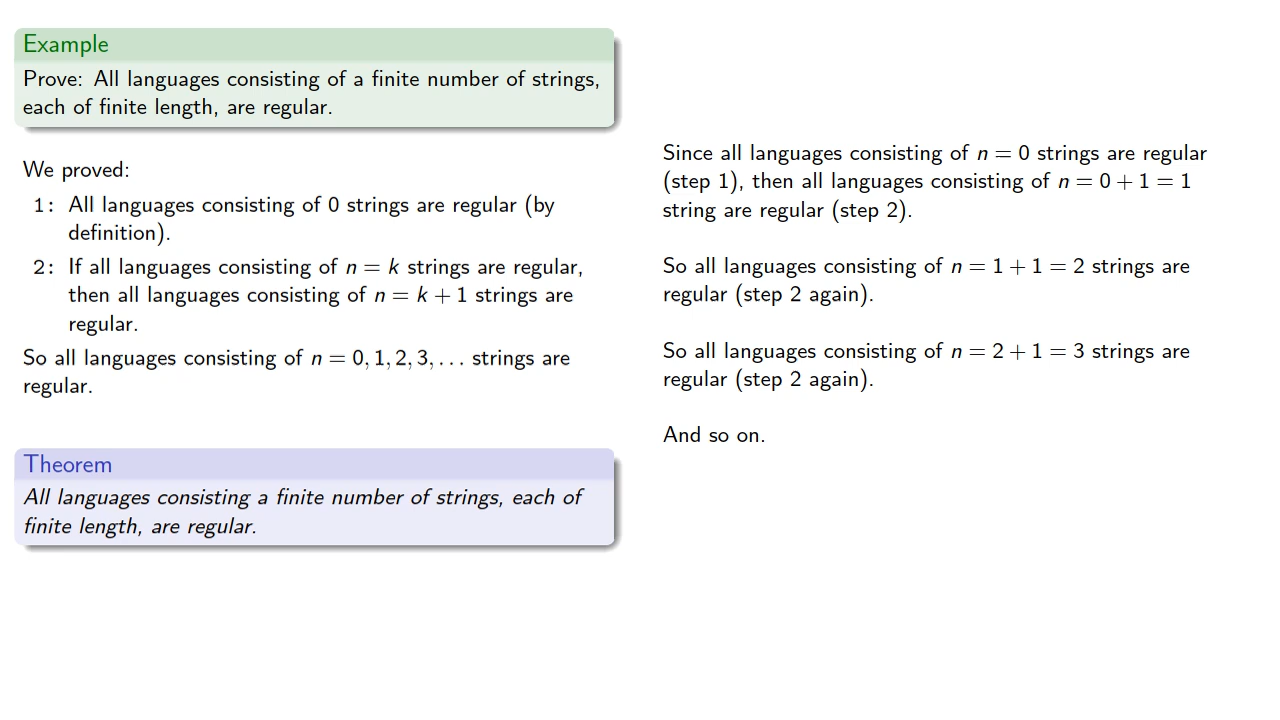 Example
Prove: All languages consisting of a finite number of strings,
each of finite length, are regular.
We proved:
1: All languages consisting of 0 strings are regular (by
definition).
2: If all languages consisting of n = k strings are regular,
then all languages consisting of n = k + 1 strings are
regular.
So all languages consisting of n = 0, 1, 2, 3, . . . strings are
regular.
Theorem
All languages consisting a finite number of strings, each of
finite length, are regular.
Since all languages consisting of n = 0 strings are regular
(step 1), then all languages consisting of n = 0 + 1 = 1
string are regular (step 2).
So all languages consisting of n = 1 + 1 = 2 strings are
regular (step 2 again).
So all languages consisting of n = 2 + 1 = 3 strings are
regular (step 2 again).
And so on.